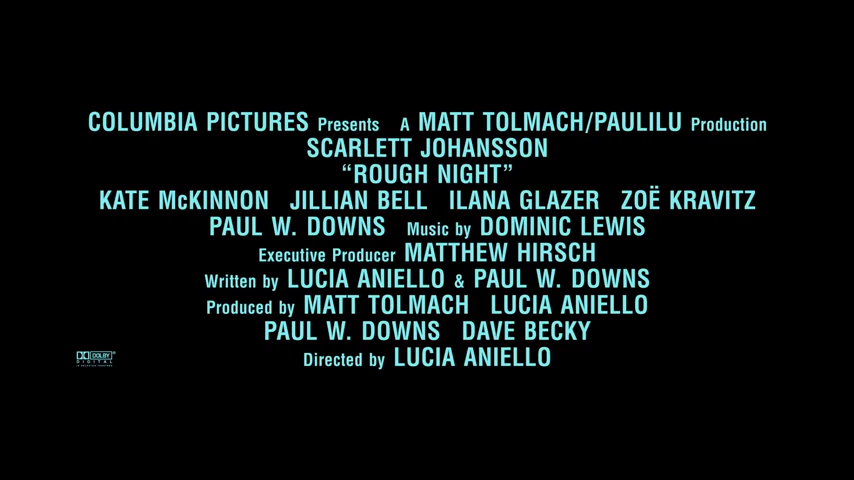 COLUMBIA PICTURES Presents A MATT TOLMACH/PAULILU Production
SCARLETT JOHANSSON
“ROUGH NIGHT”
KATE McKINNON JILLIAN BELL ILANA GLAZER ZOË KRAVITZ
PAUL W. DOWNS Music by DOMINIC LEWIS
Executive Producer MATTHEW HIRSCH
Written by LUCIA ANIELLO & PAUL W. DOWNS
Produced by MATT TOLMACH LUCIA ANIELLO
PAUL W. DOWNS DAVE BECKY
Directed by LUCIA ANIELLO
DOLBY
DIGITAL